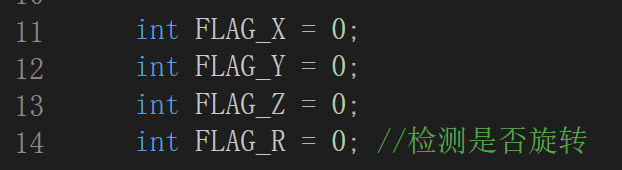 11 int FLAG_X = 0;
12 int FLAG_Y = 0;
13 int FLAG_Z = 0;
14 int FLAG_R = 0; //检测是否旋转